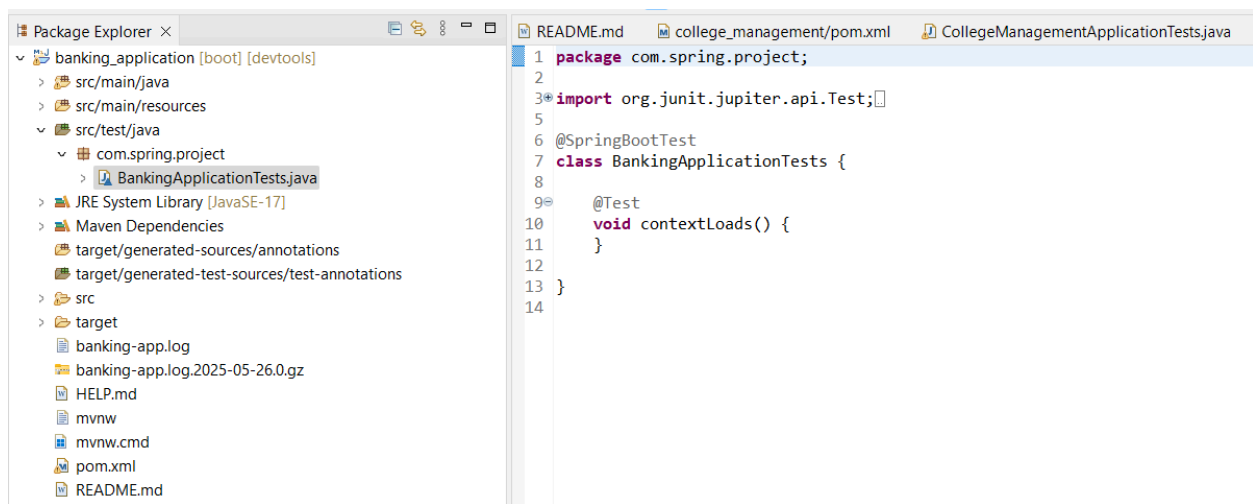 Package Explorer
banking_application [boot] [devtools]
src/main/java
src/main/resources
src/test/java
com.spring.project
BankingApplicationTests.java
JRE System Library [JavaSE-17]
Maven Dependencies
target/generated-sources/annotations
target/generated-test-sources/test-annotations
src
target
banking-app.log
banking-app.log.2025-05-26.0.gz
HELP.md
mvnw
mvnw.cmd
pom.xml
README.md
README.md college_management/pom.xml CollegeManagementApplicationTests.java
1 package com.spring.project;
2
3 import org.junit.jupiter.api.Test;
5
6 @SpringBootTest
7 class BankingApplicationTests {
8
9 @Test
10 void contextLoads() {
11 }
12
13 }
14